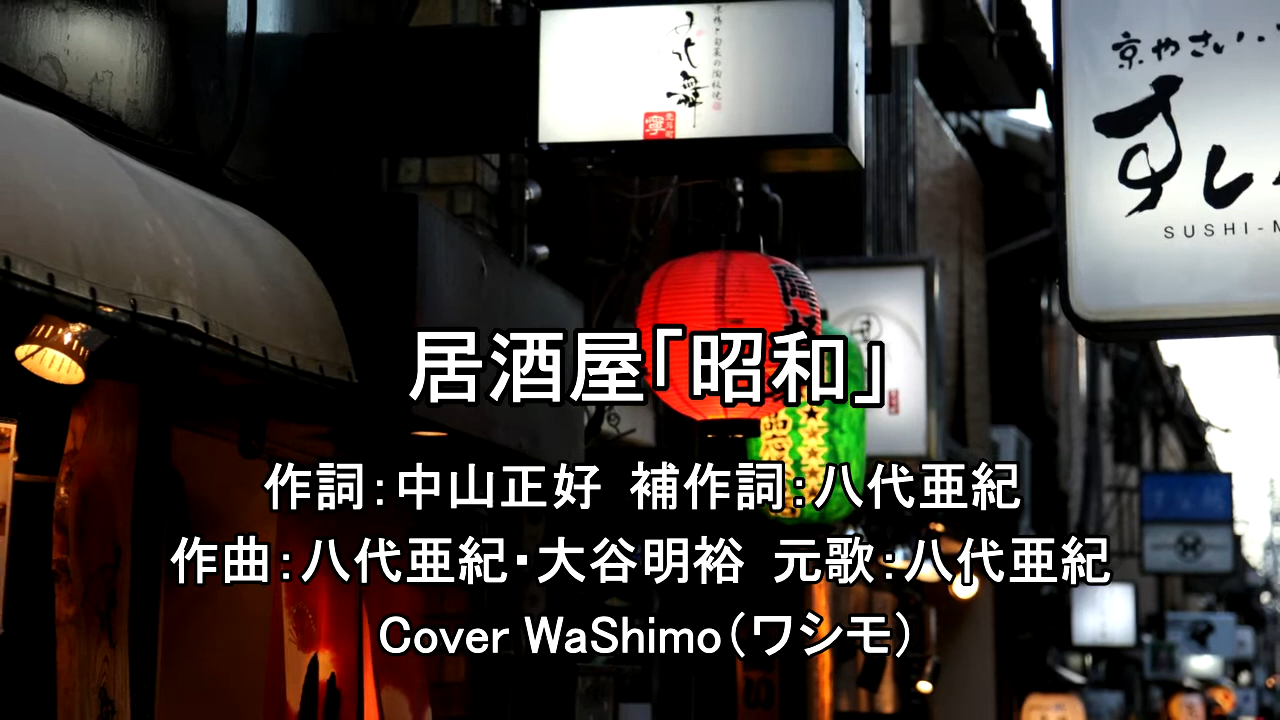 京やさい
すし
SUSHI-
居酒屋「昭和」
作詞：中山正好 補作詞：八代亜紀
作曲：八代亜紀・大谷明裕 元歌：八代亜紀
Cover WaShimo（ワシモ）